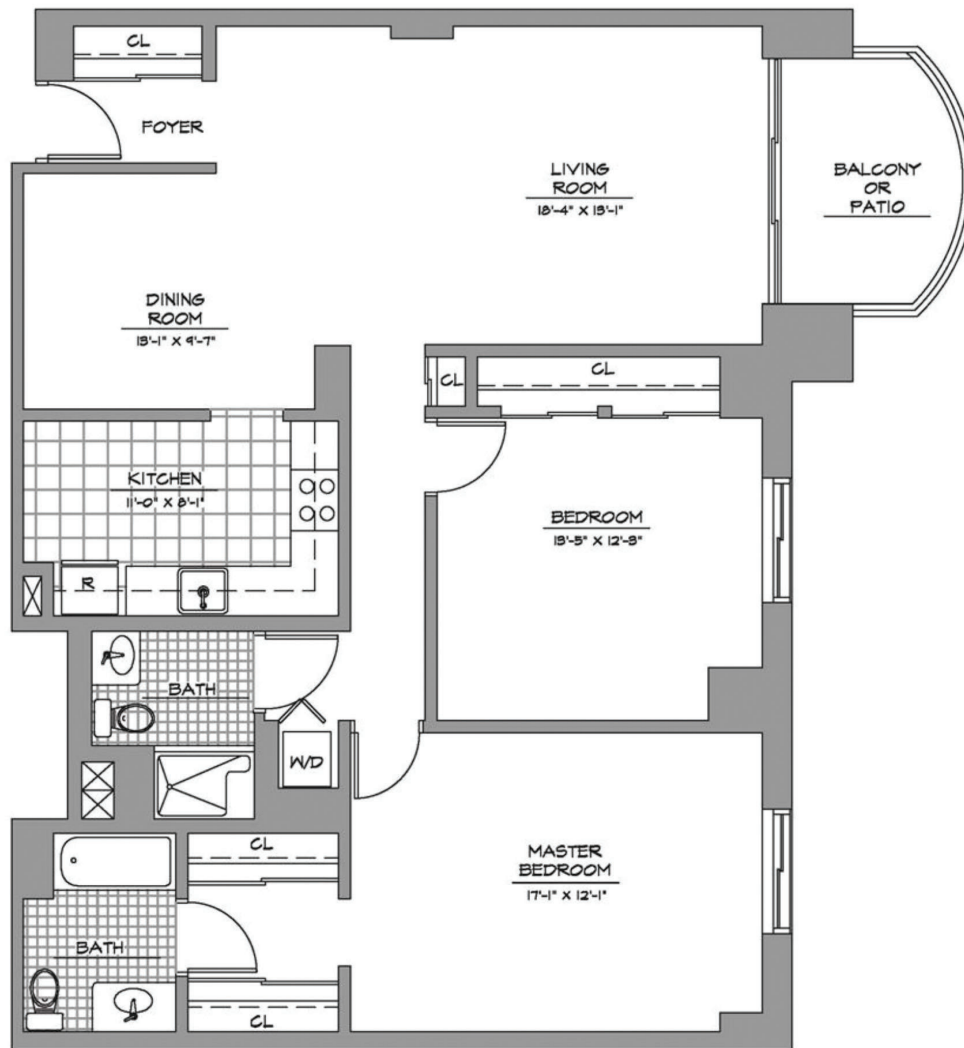 CL
FOYER
LIVING
ROOM
18'-4" X 13'-1"
BALCONY
OR
PATIO
DINING
ROOM
13'-1" X 9'-7"
CL
CL
KITCHEN
11'-0" X 8'-1"
BEDROOM
13'-5" X 12'-3"
R
BATH
W/D
CL
MASTER
BEDROOM
17'-1" X 12'-1"
BATH
CL